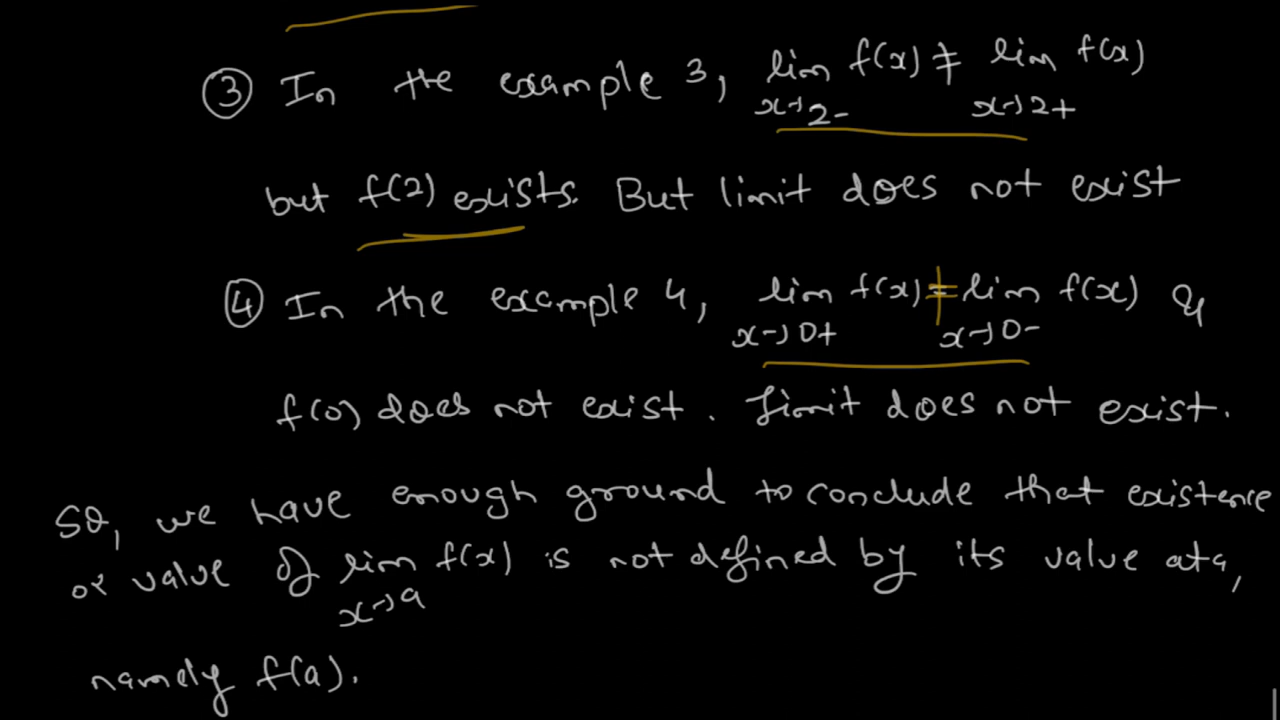 ③ In the example 3, lim f(x) ≠ lim f(x)
x→2- x→2+
but f(2) exists. But limit does not exist
④ In the example 4, lim f(x) ≠ lim f(x) &
x→0+ x→0-
f(0) does not exist. Limit does not exist.
So, we have enough ground to conclude that existence
or value of lim f(x) is not defined by its value at a,
x→a
namely f(a).